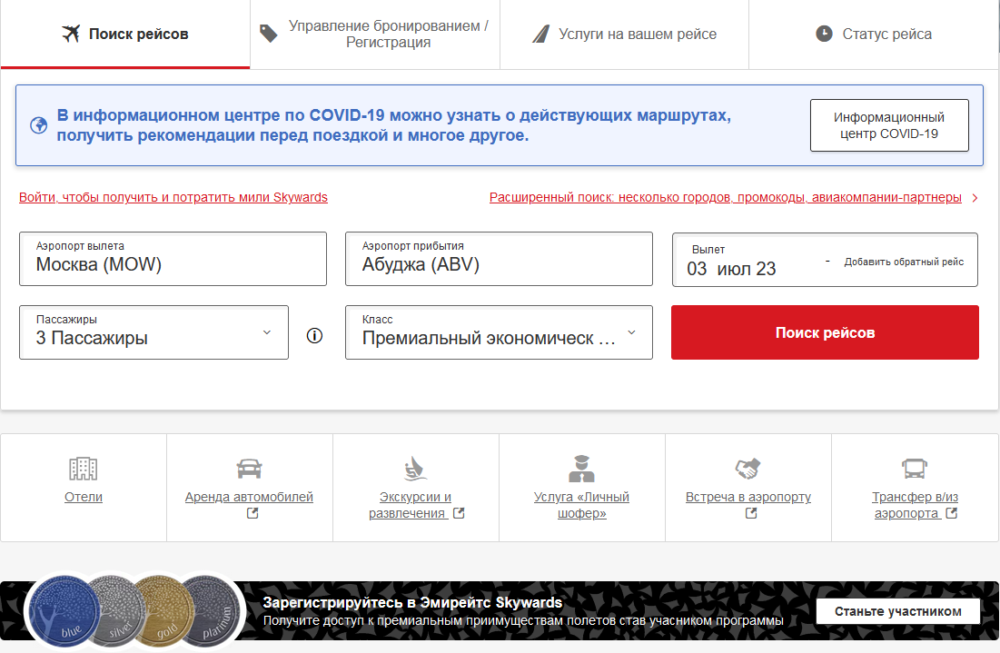 Поиск рейсов
Управление бронированием /
Регистрация
Услуги на вашем рейсе
Статус рейса
В информационном центре по COVID-19 можно узнать о действующих маршрутах,
получить рекомендации перед поездкой и многое другое.
Информационный
центр COVID-19
Войти, чтобы получить и потратить мили Skywards
Расширенный поиск: несколько городов, промокоды, авиакомпании-партнеры
Аэропорт вылета
Москва (MOW)
Аэропорт прибытия
Абуджа (ABV)
Вылет
03 июл 23
- Добавить обратный рейс
Пассажиры
3 Пассажиры
Класс
Премиальный экономическ ...
Поиск рейсов
Отели
Аренда автомобилей
Экскурсии и
развлечения
Услуга «Личный
шофер»
Встреча в аэропорту
Трансфер в/из
аэропорта
blue
silver
gold
platinum
Зарегистрируйтесь в Эмирейтс Skywards
Получите доступ к премиальным приимуществам полетов став учасником программы
Станьте участником